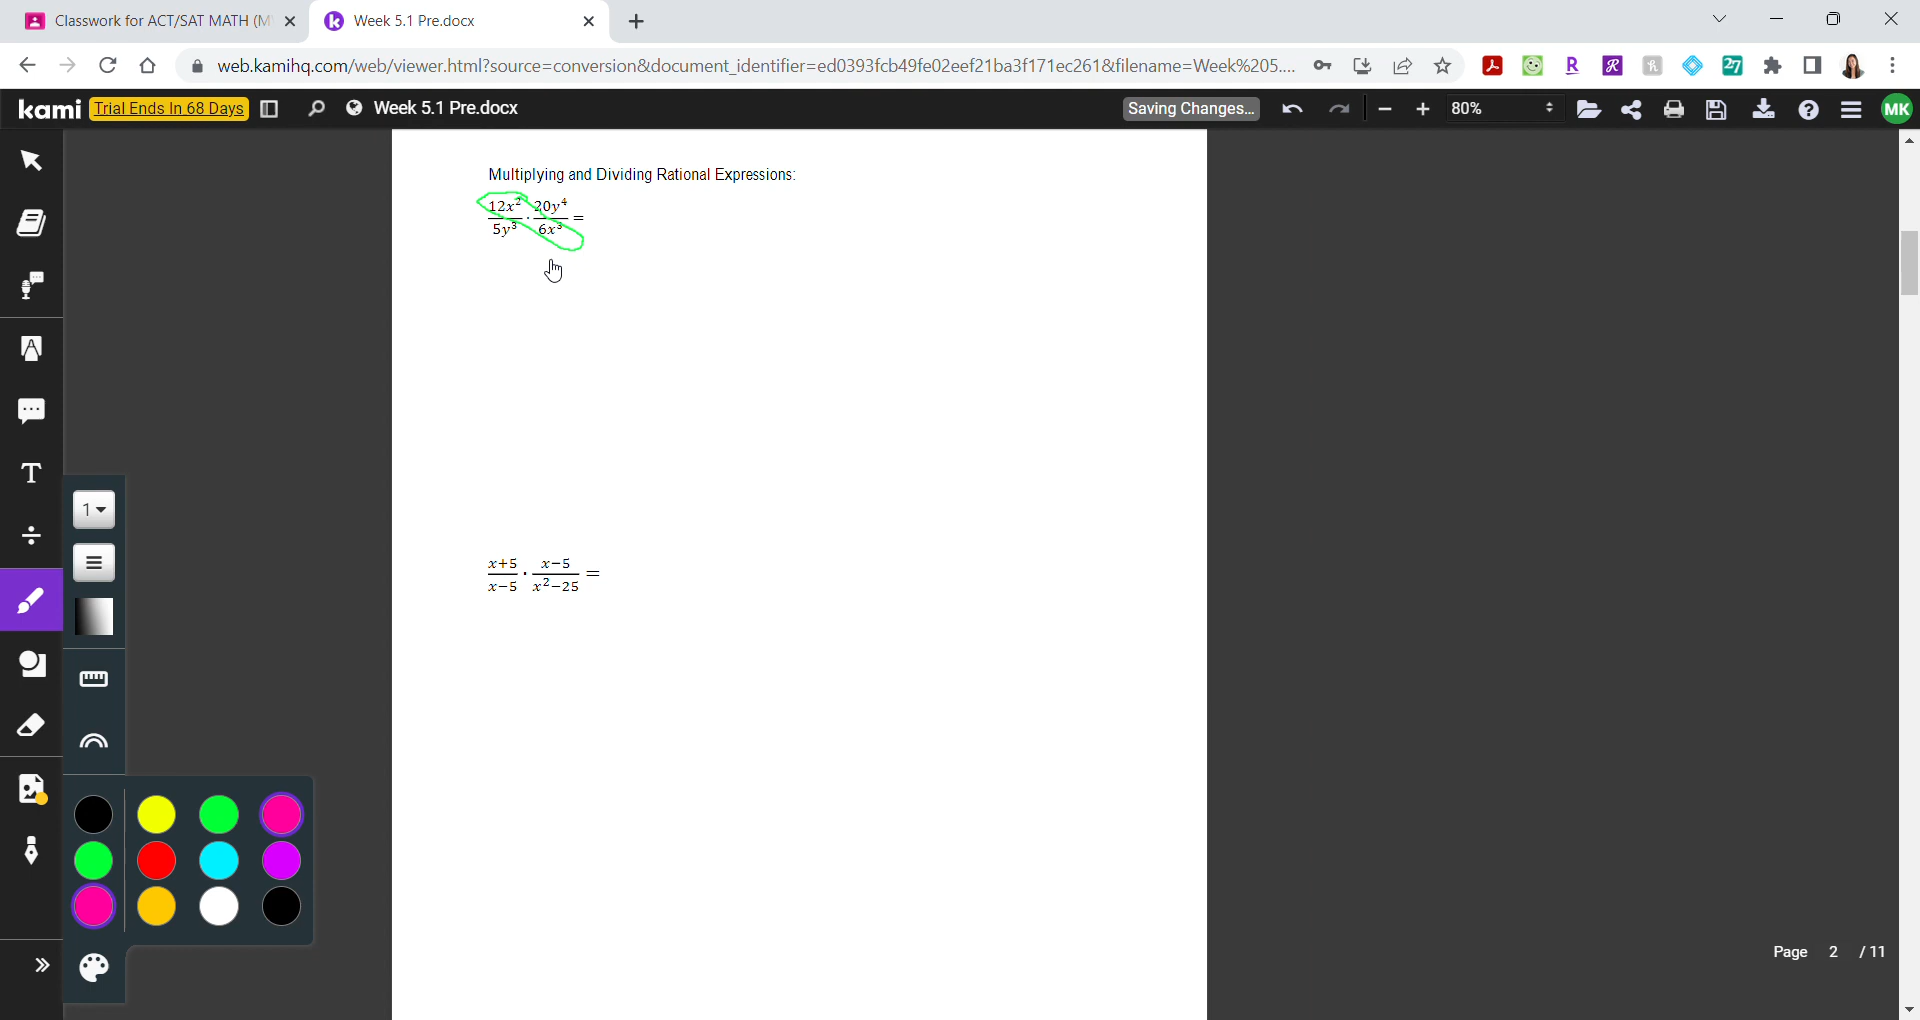 Classwork for ACT/SAT MATH (M
Week 5.1 Pre.docx
web.kamihq.com/web/viewer.html?source=conversion&document_identifier=ed0393fcb49fe02eef21ba3f171ec261&filename=Week%205....
kami Trial Ends In 68 Days Week 5.1 Pre.docx Saving Changes... 80% MK
Multiplying and Dividing Rational Expressions:
12x² / 5y³ · 20y⁴ / 6x³ =
x+5 / x−5 · x−5 / x²−25 =
1
Page 2 / 11